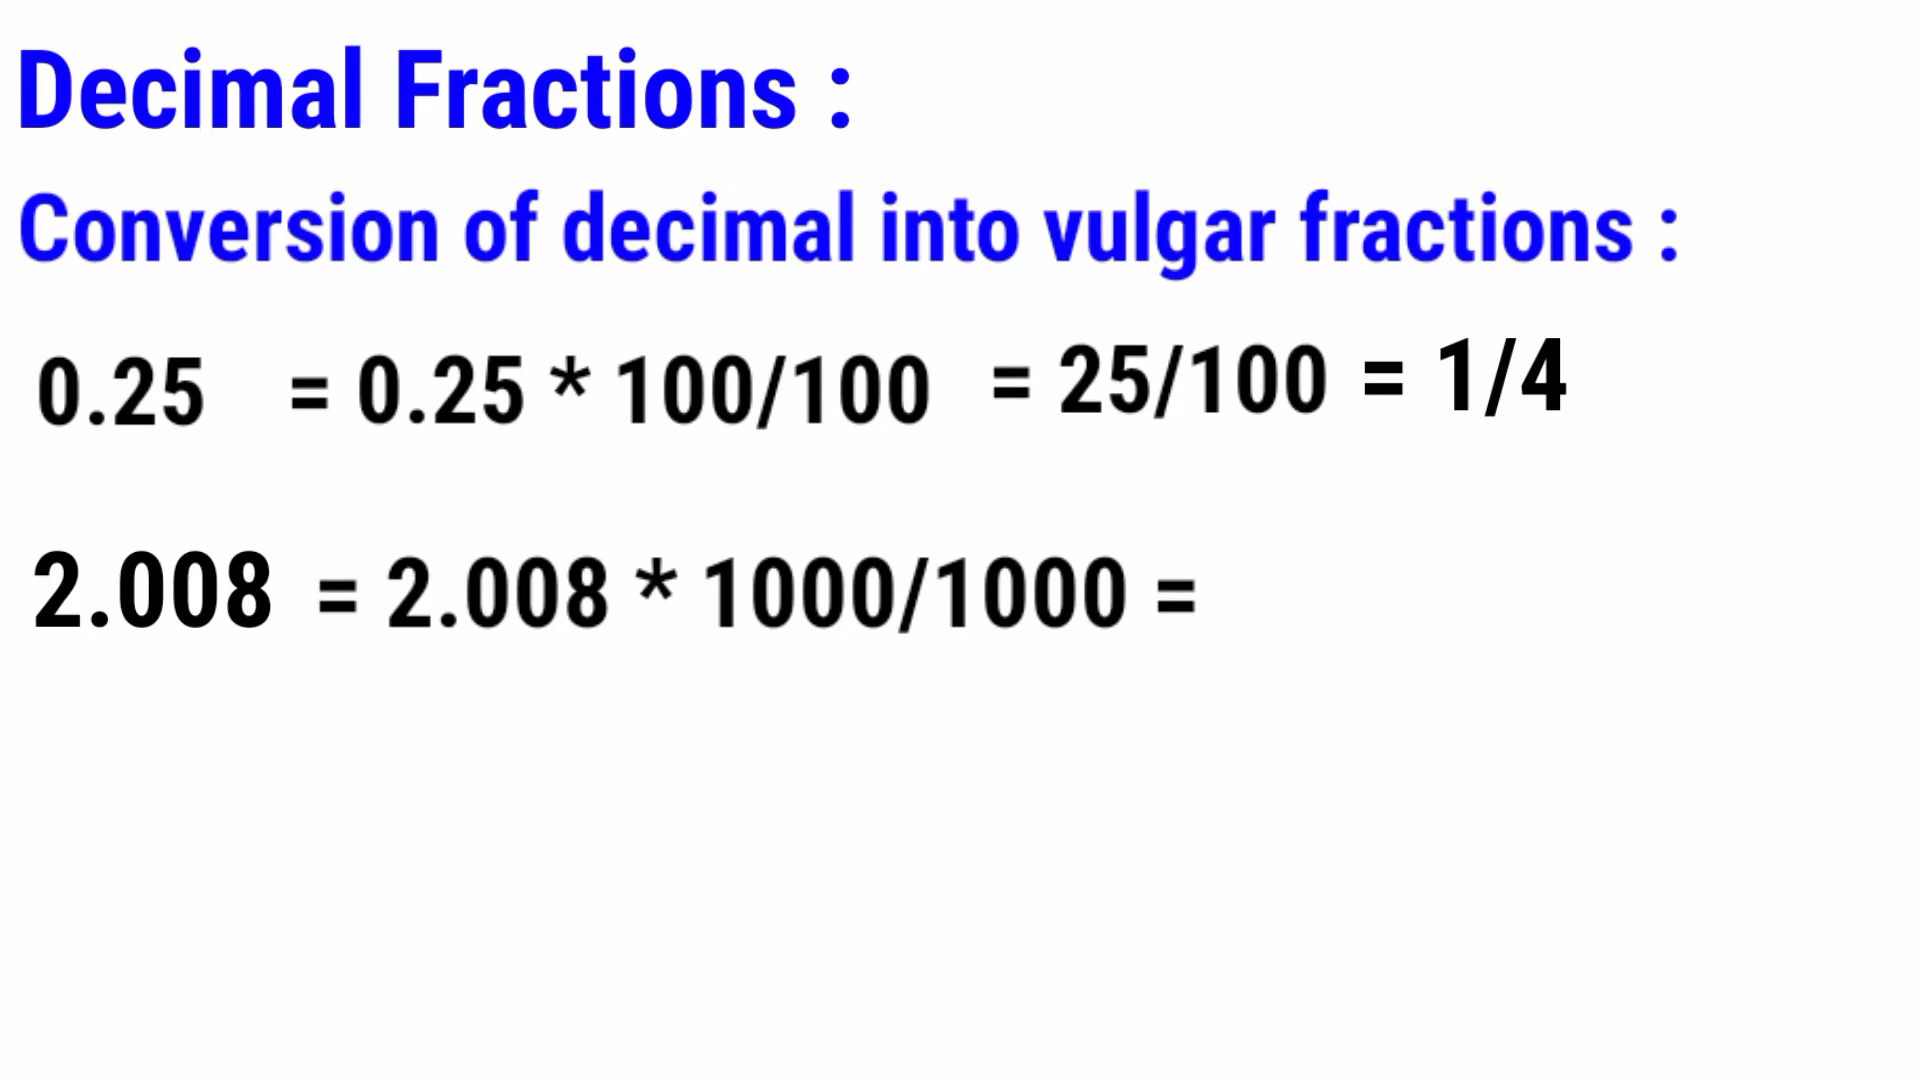 Decimal Fractions :
Conversion of decimal into vulgar fractions :
0.25 = 0.25 * 100/100 = 25/100 = 1/4
2.008 = 2.008 * 1000/1000 =